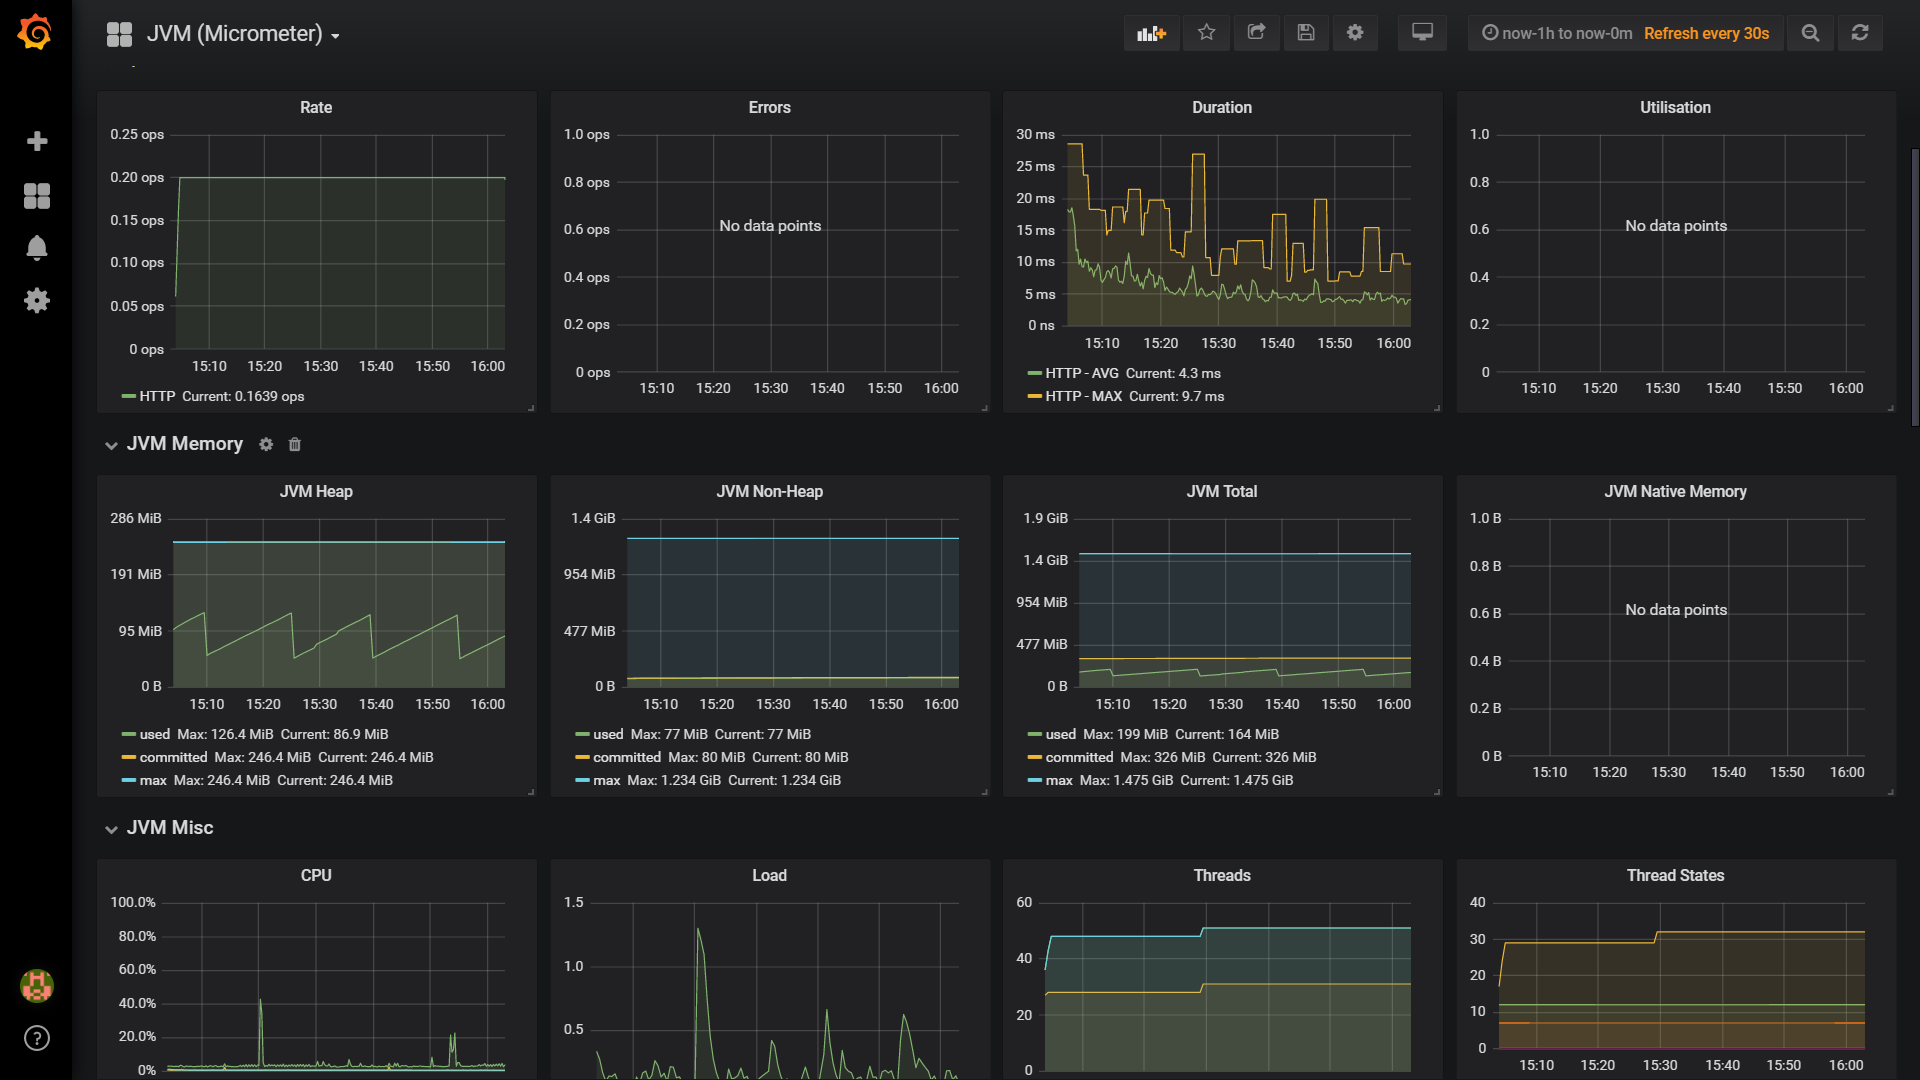 JVM (Micrometer)
now-1h to now-0m Refresh every 30s
Rate
0.25 ops
0.20 ops
0.15 ops
0.10 ops
0.05 ops
0 ops
15:10 15:20 15:30 15:40 15:50 16:00
HTTP Current: 0.1639 ops
Errors
1.0 ops
0.8 ops
0.6 ops
0.4 ops
0.2 ops
0 ops
No data points
15:10 15:20 15:30 15:40 15:50 16:00
Duration
30 ms
25 ms
20 ms
15 ms
10 ms
5 ms
0 ns
15:10 15:20 15:30 15:40 15:50 16:00
HTTP - AVG Current: 4.3 ms
HTTP - MAX Current: 9.7 ms
Utilisation
1.0
0.8
0.6
0.4
0.2
0
No data points
15:10 15:20 15:30 15:40 15:50 16:00
JVM Memory
JVM Heap
286 MiB
191 MiB
95 MiB
0 B
15:10 15:20 15:30 15:40 15:50 16:00
used Max: 126.4 MiB Current: 86.9 MiB
committed Max: 246.4 MiB Current: 246.4 MiB
max Max: 246.4 MiB Current: 246.4 MiB
JVM Non-Heap
1.4 GiB
954 MiB
477 MiB
0 B
15:10 15:20 15:30 15:40 15:50 16:00
used Max: 77 MiB Current: 77 MiB
committed Max: 80 MiB Current: 80 MiB
max Max: 1.234 GiB Current: 1.234 GiB
JVM Total
1.9 GiB
1.4 GiB
954 MiB
477 MiB
0 B
15:10 15:20 15:30 15:40 15:50 16:00
used Max: 199 MiB Current: 164 MiB
committed Max: 326 MiB Current: 326 MiB
max Max: 1.475 GiB Current: 1.475 GiB
JVM Native Memory
1.0 B
0.8 B
0.6 B
0.4 B
0.2 B
0 B
No data points
15:10 15:20 15:30 15:40 15:50 16:00
JVM Misc
CPU
100.0%
80.0%
60.0%
40.0%
20.0%
0%
Load
1.5
1.0
0.5
Threads
60
40
20
0
Thread States
40
30
20
10
0
15:10 15:20 15:30 15:40 15:50 16:00